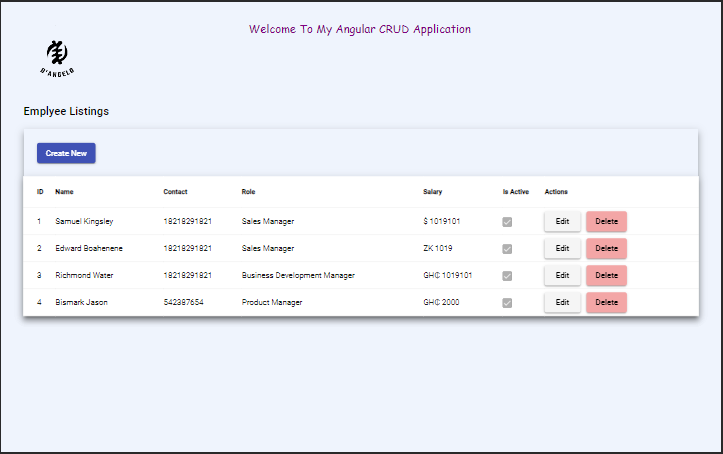 Welcome To My Angular CRUD Application
D'ANGELO
Emplyee Listings
Create New
ID Name Contact Role Salary Is Active Actions
1 Samuel Kingsley 18218291821 Sales Manager $ 1019101 Edit Delete
2 Edward Boahenene 18218291821 Sales Manager ZK 1019 Edit Delete
3 Richmond Water 18218291821 Business Development Manager GH₵ 1019101 Edit Delete
4 Bismark Jason 542387654 Product Manager GH₵ 2000 Edit Delete